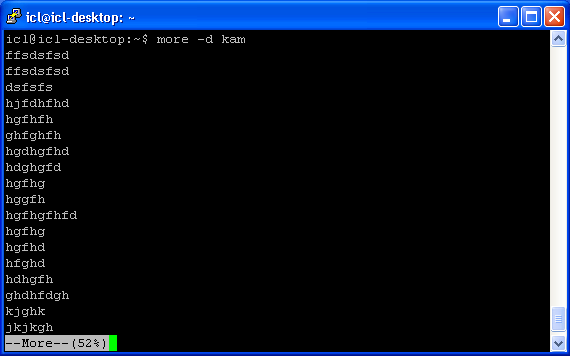 icl@icl-desktop: ~
icl@icl-desktop:~$ more -d kam
ffsdsfsd
ffsdsfsd
dsfsfs
hjfdhfhd
hgfhfh
ghfghfh
hgdhgfhd
hdghgfd
hgfhg
hggfh
hgfhgfhfd
hgfhg
hgfhd
hfghd
hdhgfh
ghdhfdgh
kjghk
jkjkgh
--More--(52%)